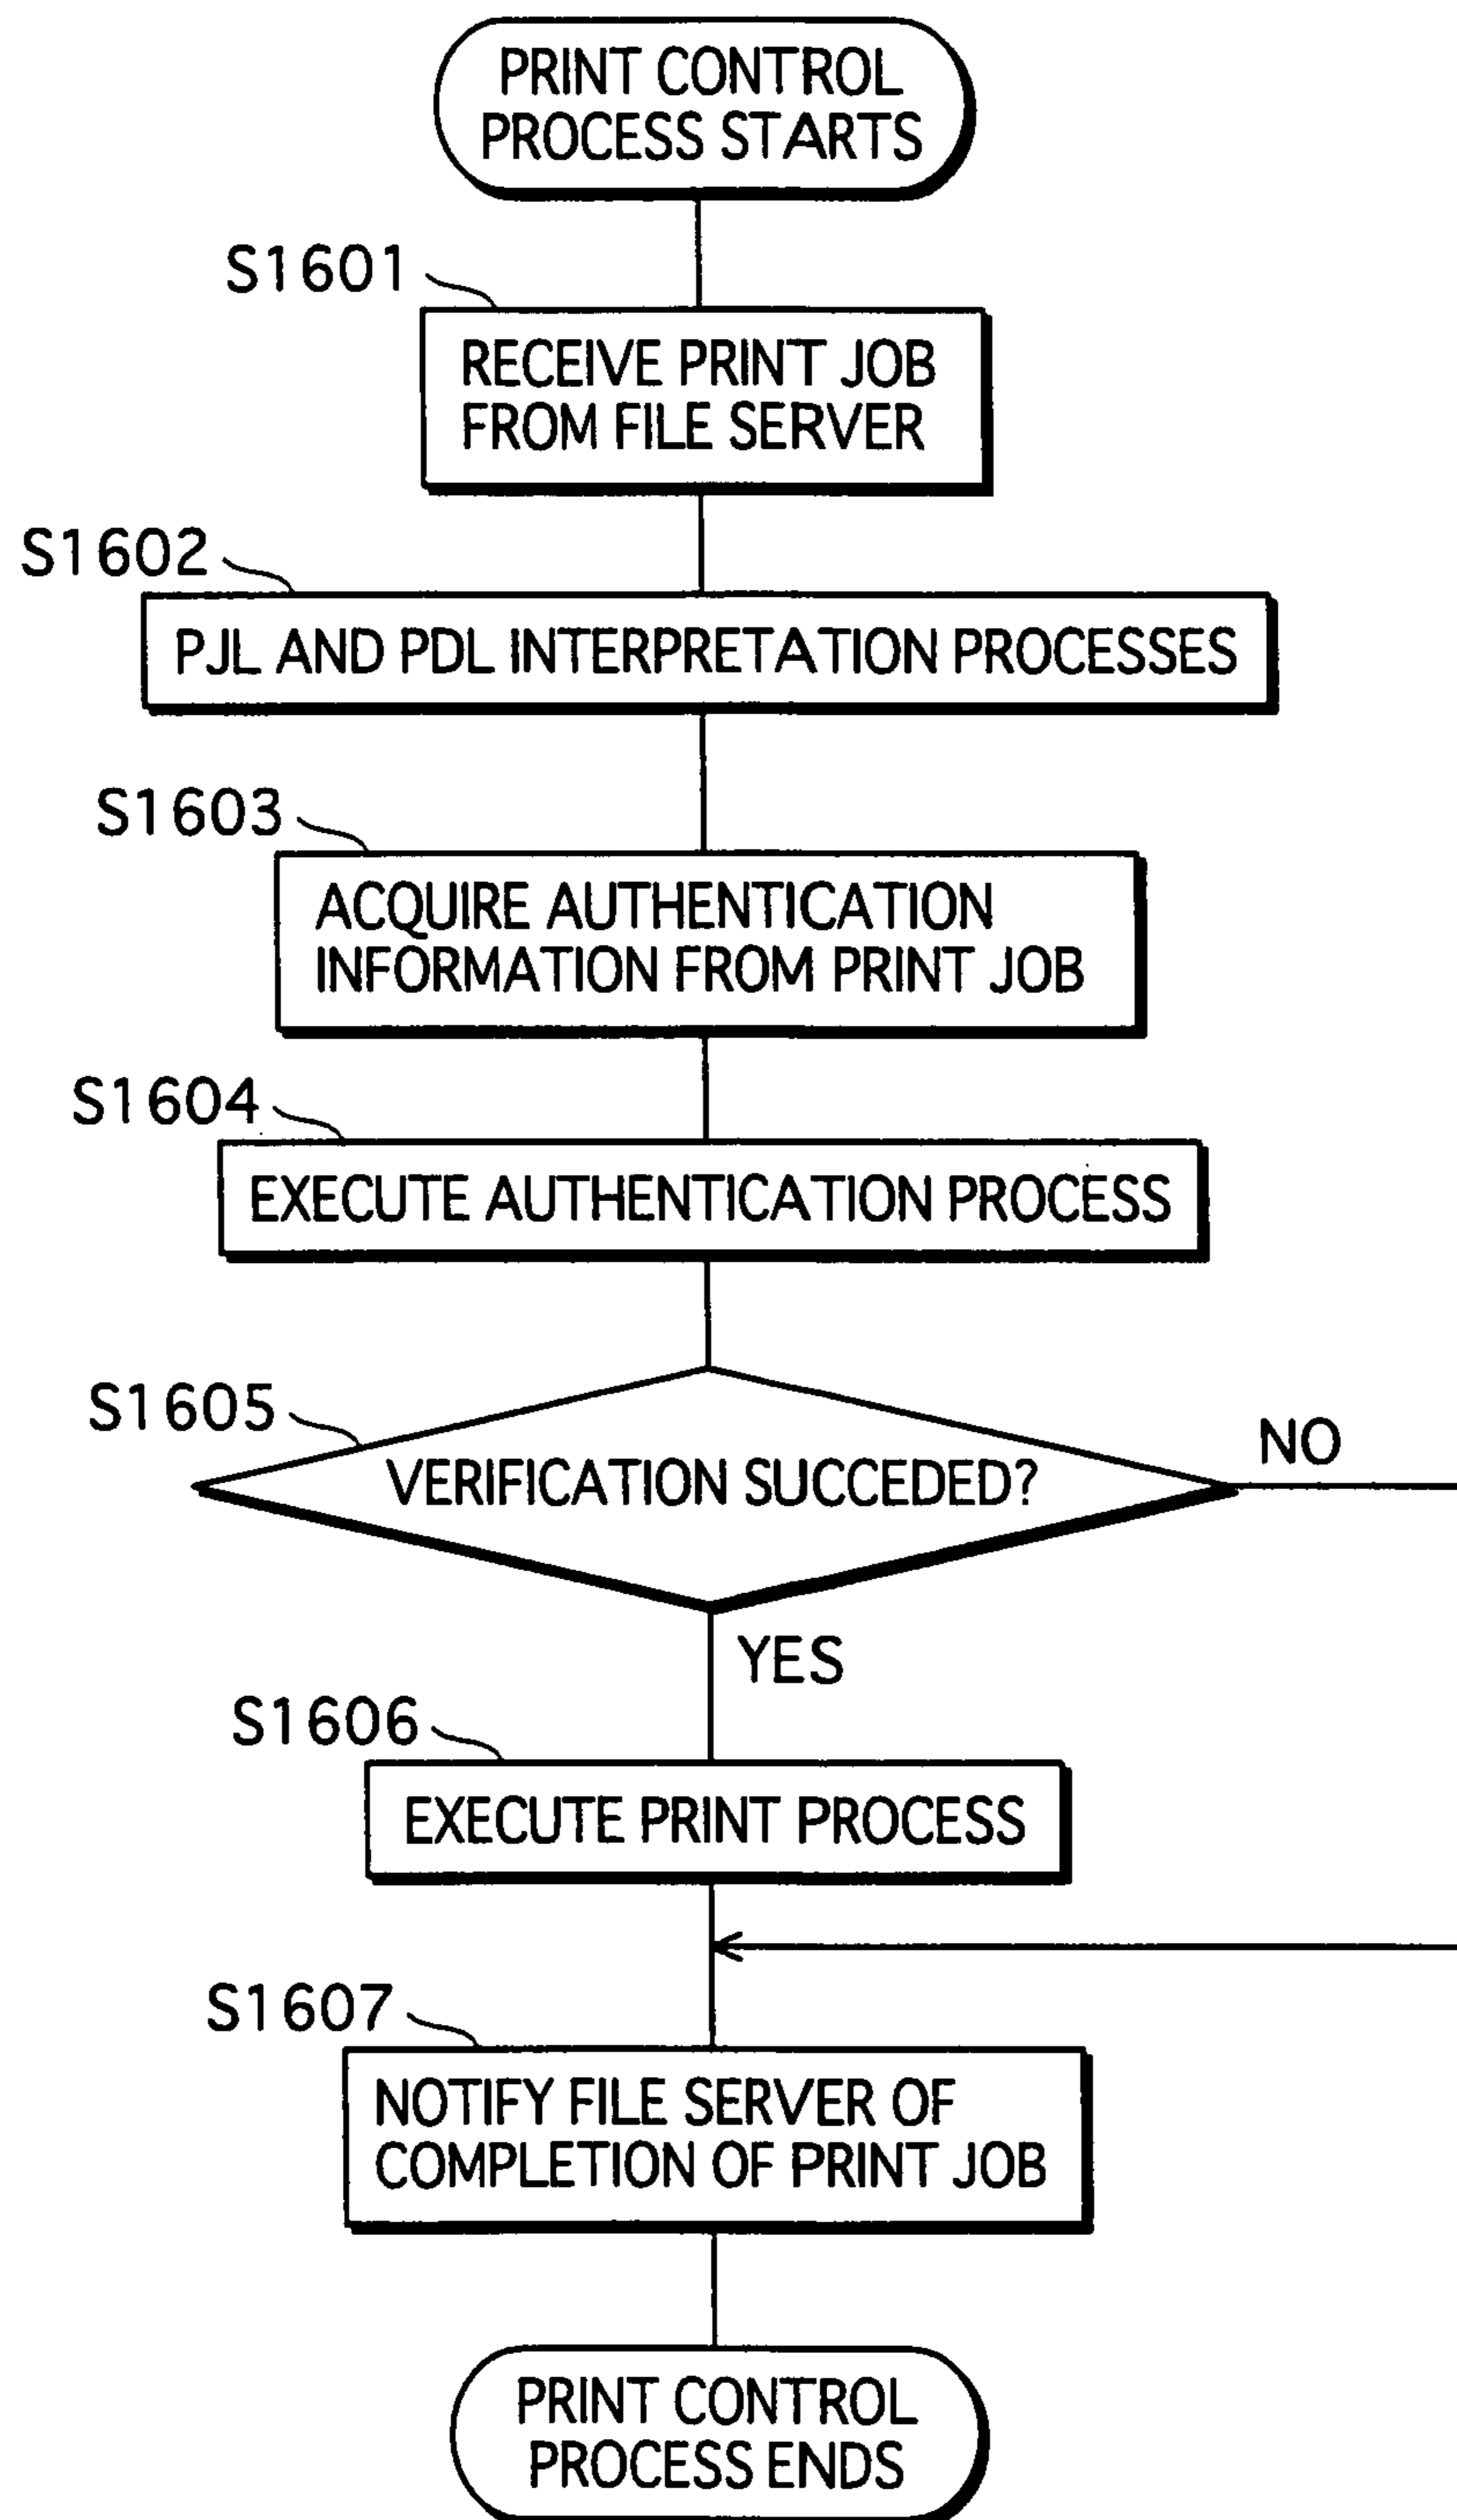 PRINT CONTROL
PROCESS STARTS
S1601
RECEIVE PRINT JOB
FROM FILE SERVER
S1602
PJL AND PDL INTERPRETATION PROCESSES
S1603
ACQUIRE AUTHENTICATION
INFORMATION FROM PRINT JOB
S1604
EXECUTE AUTHENTICATION PROCESS
S1605
VERIFICATION SUCCEDED?
NO
YES
S1606
EXECUTE PRINT PROCESS
S1607
NOTIFY FILE SERVER OF
COMPLETION OF PRINT JOB
PRINT CONTROL
PROCESS ENDS